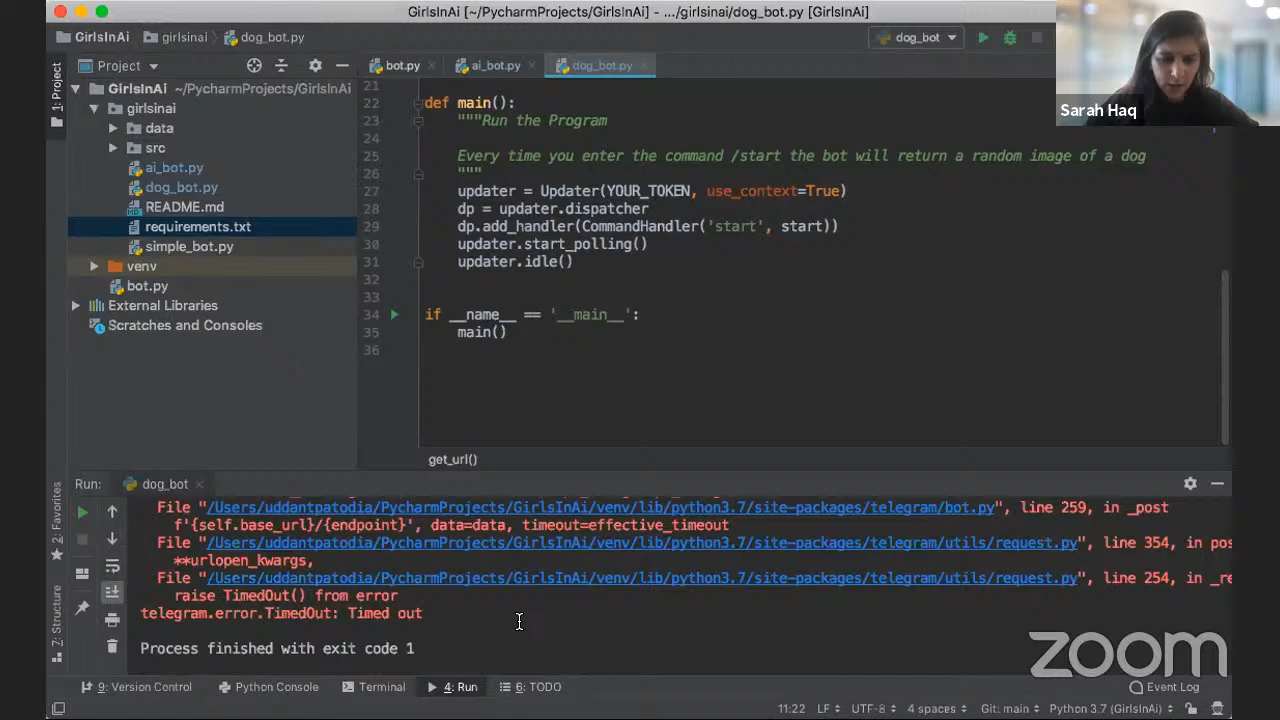 GirlsInAi [~/PycharmProjects/GirlsInAi] - .../girlsinai/dog_bot.py [GirlsInAi]
GirlsInAi girlsinai dog_bot.py
dog_bot
Sarah Haq
1: Project
Project
bot.py ai_bot.py dog_bot.py
GirlsInAi ~/PycharmProjects/GirlsInAi
girlsinai
data
src
ai_bot.py
dog_bot.py
README.md
requirements.txt
simple_bot.py
venv
bot.py
External Libraries
Scratches and Consoles
21
22 def main():
23 """Run the Program
24
25 Every time you enter the command /start the bot will return a random image of a dog
26 """
27 updater = Updater(YOUR_TOKEN, use_context=True)
28 dp = updater.dispatcher
29 dp.add_handler(CommandHandler('start', start))
30 updater.start_polling()
31 updater.idle()
32
33
34 if __name__ == '__main__':
35 main()
36
get_url()
Run: dog_bot
2: Favorites
Z: Structure
File "/Users/uddantpatodia/PycharmProjects/GirlsInAi/venv/lib/python3.7/site-packages/telegram/bot.py", line 259, in _post
f'{self.base_url}/{endpoint}', data=data, timeout=effective_timeout
File "/Users/uddantpatodia/PycharmProjects/GirlsInAi/venv/lib/python3.7/site-packages/telegram/utils/request.py", line 354, in pos
**urlopen_kwargs,
File "/Users/uddantpatodia/PycharmProjects/GirlsInAi/venv/lib/python3.7/site-packages/telegram/utils/request.py", line 254, in _re
raise TimedOut() from error
telegram.error.TimedOut: Timed out
Process finished with exit code 1
zoom
9: Version Control Python Console Terminal 4: Run 6: TODO Event Log
11:22 LF UTF-8 4 spaces Git: main Python 3.7 (GirlsInAi)